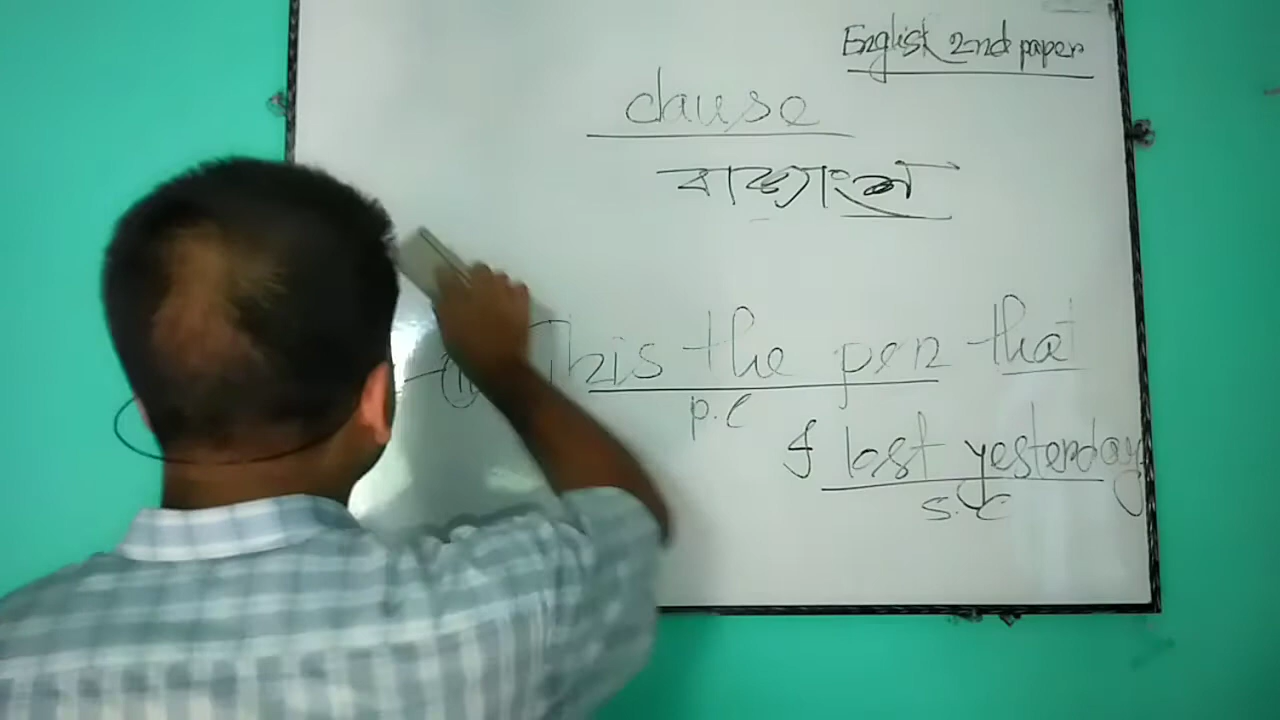 English 2nd paper
clause
বাক্যাংশ
This the pen that
p.c
I lost yesterday
s.c